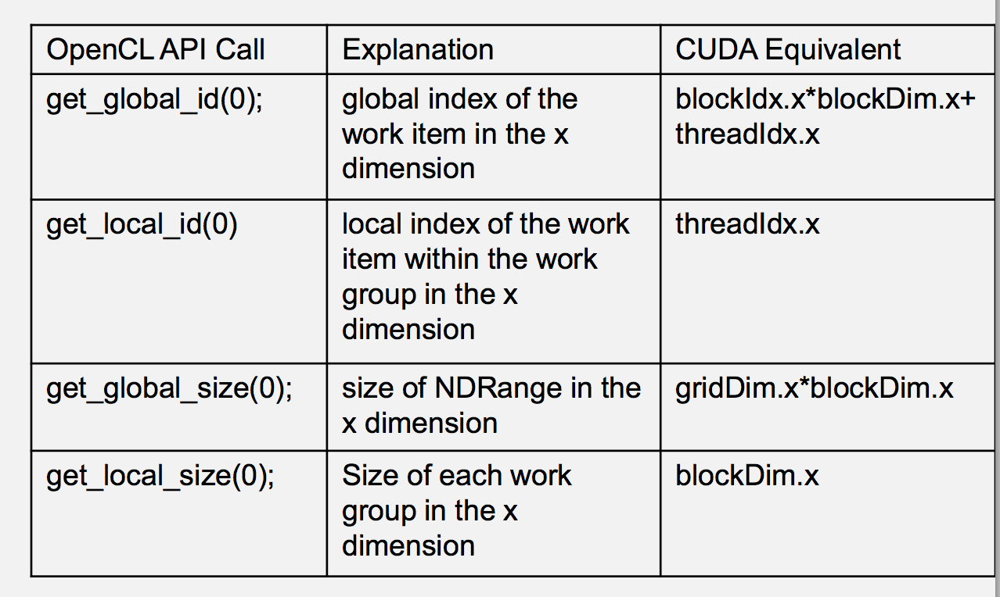 OpenCL API Call
Explanation
CUDA Equivalent
get_global_id(0);
global index of the
work item in the x
dimension
blockIdx.x*blockDim.x+
threadIdx.x
get_local_id(0)
local index of the work
item within the work
group in the x
dimension
threadIdx.x
get_global_size(0);
size of NDRange in the
x dimension
gridDim.x*blockDim.x
get_local_size(0);
Size of each work
group in the x
dimension
blockDim.x